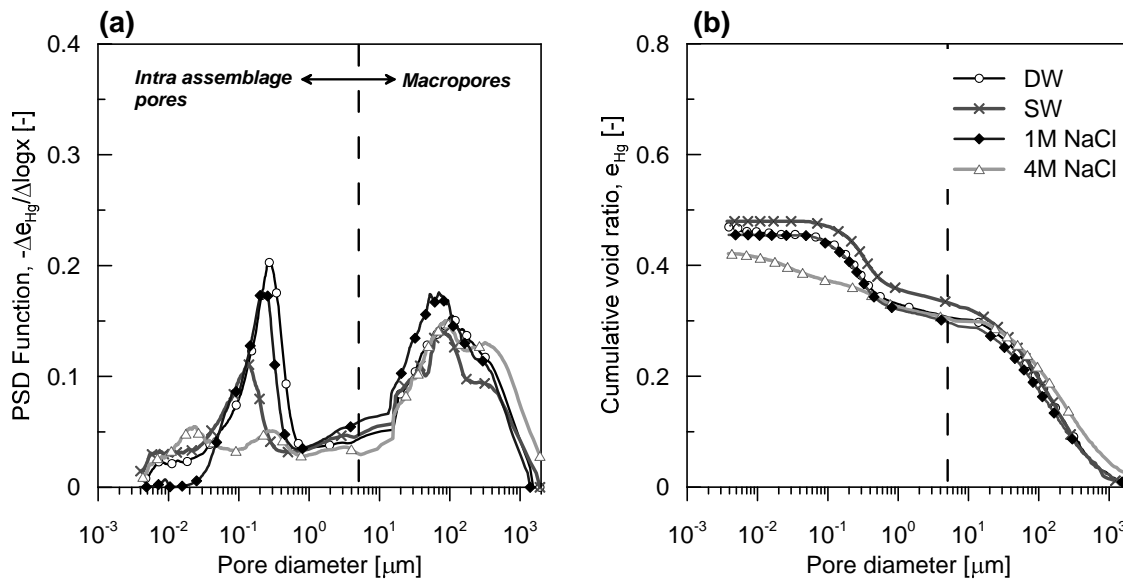 (a)
0.4
0.3
0.2
0.1
0
PSD Function, -Δe_Hg/Δlogx [-]
Intra assemblage
pores
Macropores
10^-3 10^-2 10^-1 10^0 10^1 10^2 10^3
Pore diameter [μm]
(b)
0.8
0.6
0.4
0.2
0
Cumulative void ratio, e_Hg [-]
DW
SW
1M NaCl
4M NaCl
10^-3 10^-2 10^-1 10^0 10^1 10^2 10^3
Pore diameter [μm]